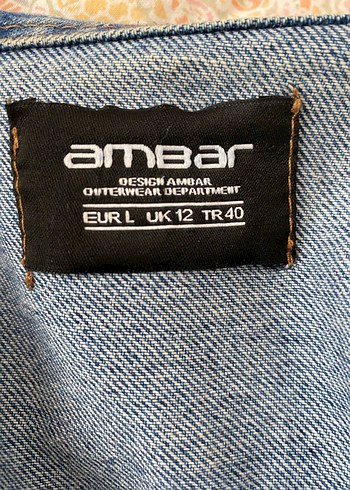 ambar
DESIGN AMBAR
OUTERWEAR DEPARTMENT
EUR L UK 12 TR 40